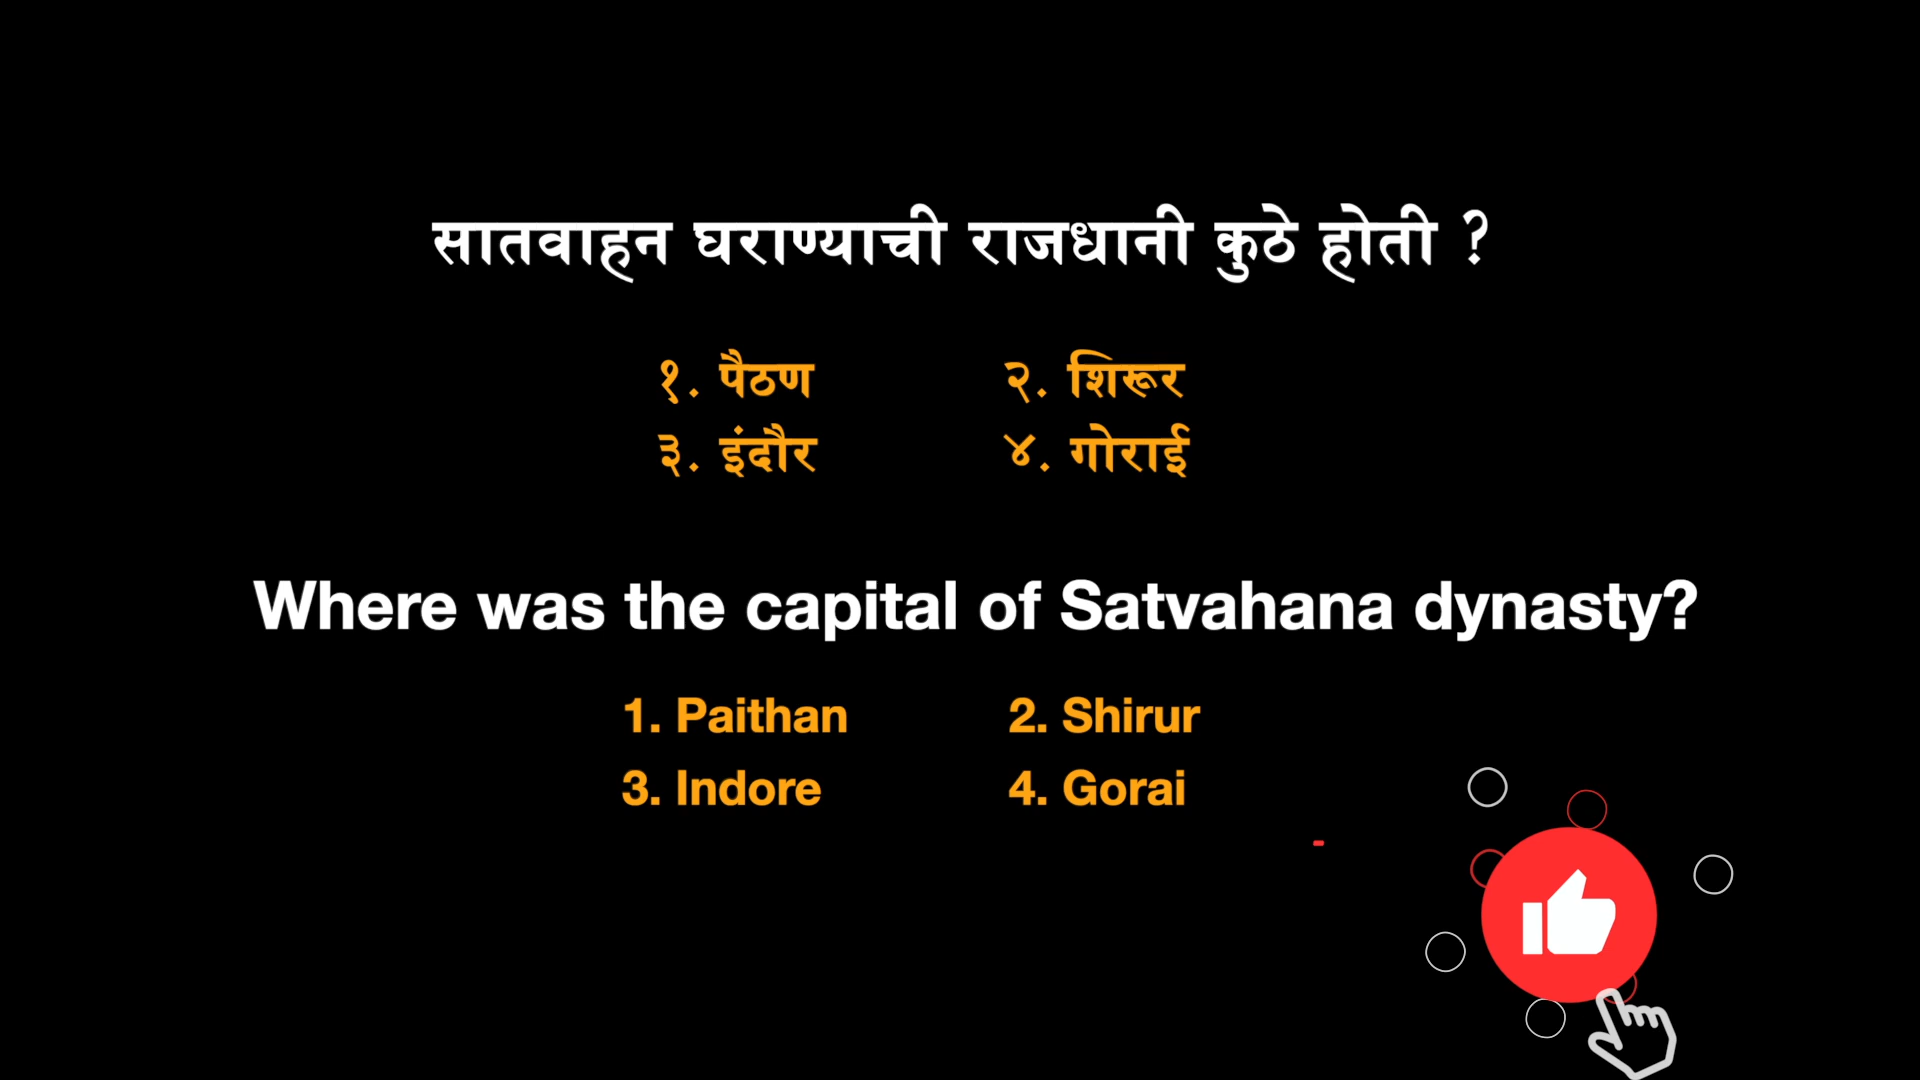 सातवाहन घराण्याची राजधानी कुठे होती ?
१. पैठण २. शिरूर
३. इंदौर ४. गोराई
Where was the capital of Satvahana dynasty?
1. Paithan 2. Shirur
3. Indore 4. Gorai